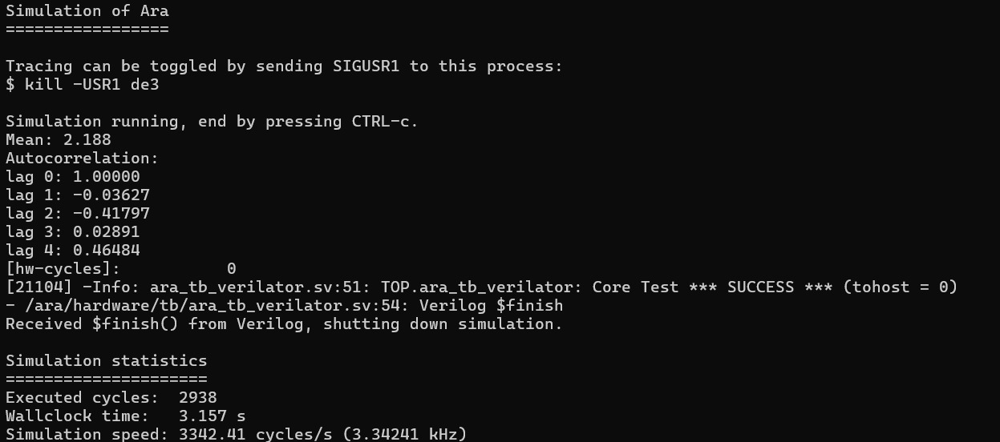 Simulation of Ara
=================
Tracing can be toggled by sending SIGUSR1 to this process:
$ kill -USR1 de3
Simulation running, end by pressing CTRL-c.
Mean: 2.188
Autocorrelation:
lag 0: 1.00000
lag 1: -0.03627
lag 2: -0.41797
lag 3: 0.02891
lag 4: 0.46484
[hw-cycles]:           0
[21104] -Info: ara_tb_verilator.sv:51: TOP.ara_tb_verilator: Core Test *** SUCCESS *** (tohost = 0)
- /ara/hardware/tb/ara_tb_verilator.sv:54: Verilog $finish
Received $finish() from Verilog, shutting down simulation.
Simulation statistics
=====================
Executed cycles:  2938
Wallclock time:   3.157 s
Simulation speed: 3342.41 cycles/s (3.34241 kHz)